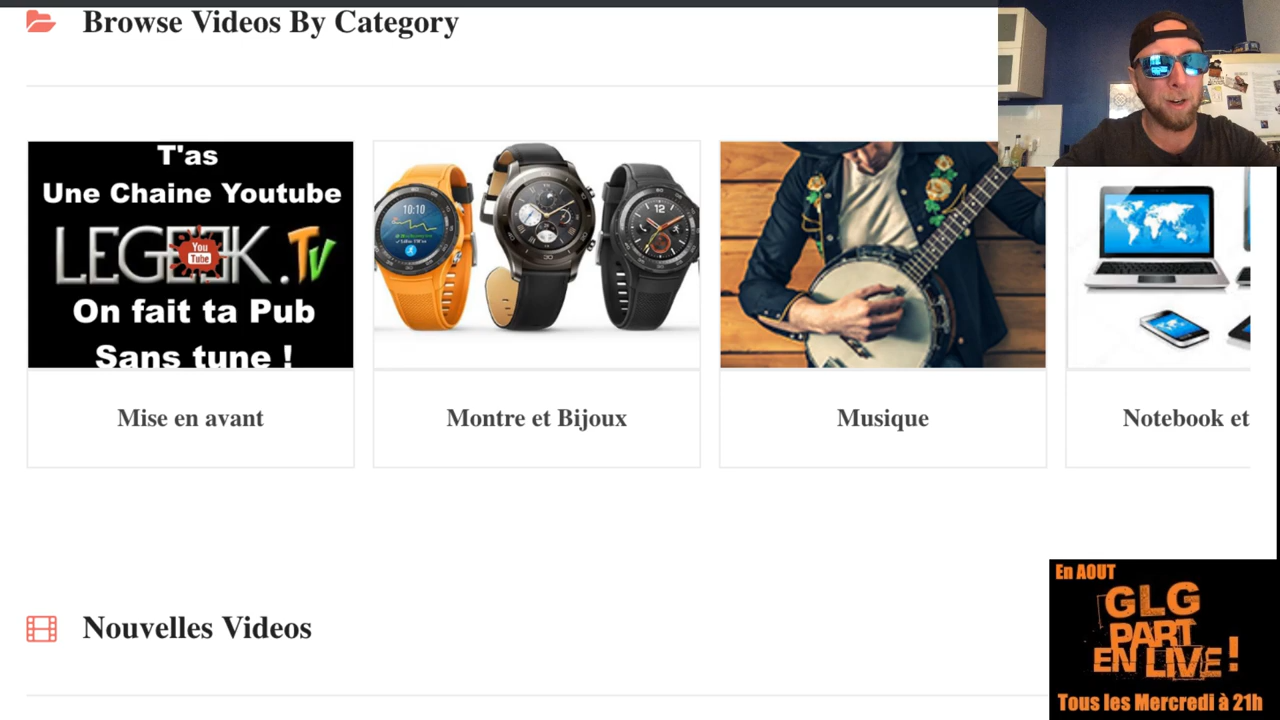 Browse Videos By Category
T'as
Une Chaine Youtube
LEGEEK.Tv
You
Tube
On fait ta Pub
Sans tune !
10:10
12
Mise en avant
Montre et Bijoux
Musique
Notebook et
Nouvelles Videos
En AOUT
GLG
PART
EN LIVE !
Tous les Mercredi à 21h